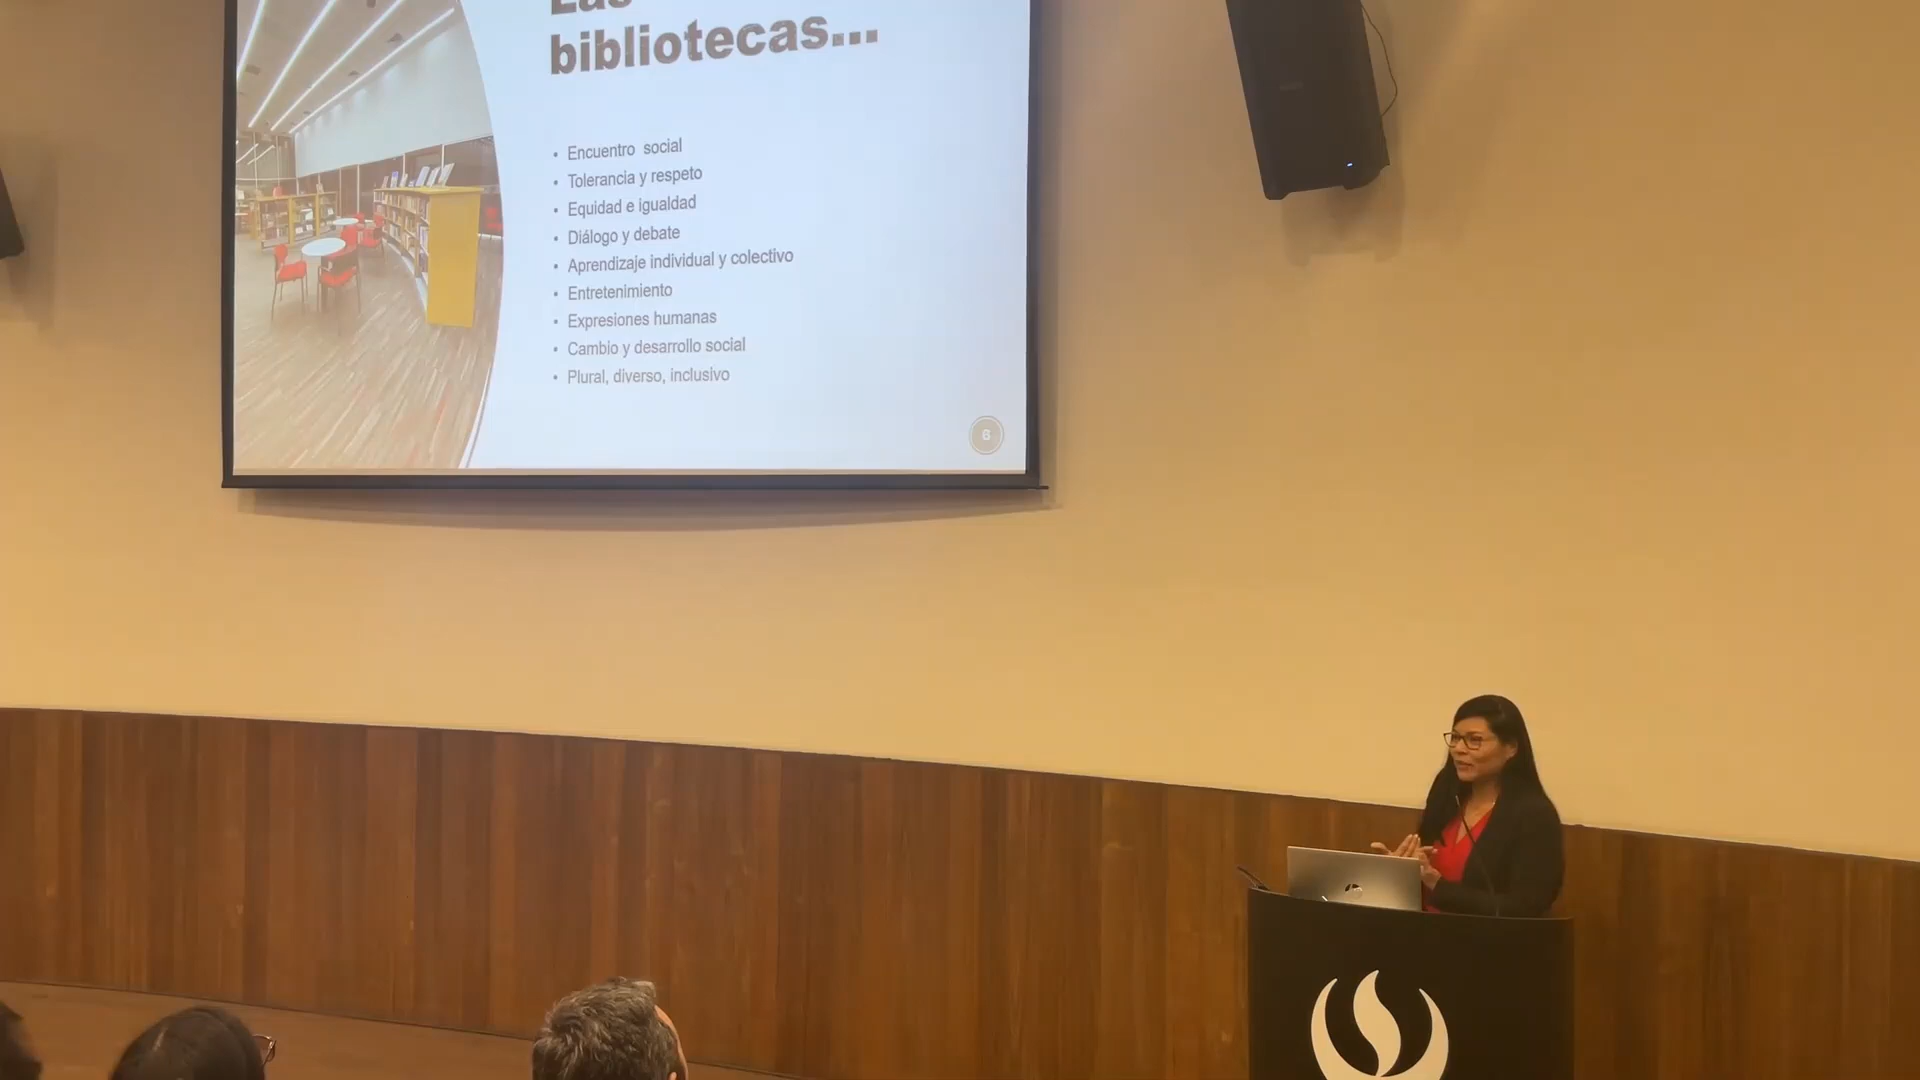 Las
bibliotecas...
• Encuentro social
• Tolerancia y respeto
• Equidad e igualdad
• Diálogo y debate
• Aprendizaje individual y colectivo
• Entretenimiento
• Expresiones humanas
• Cambio y desarrollo social
• Plural, diverso, inclusivo
6